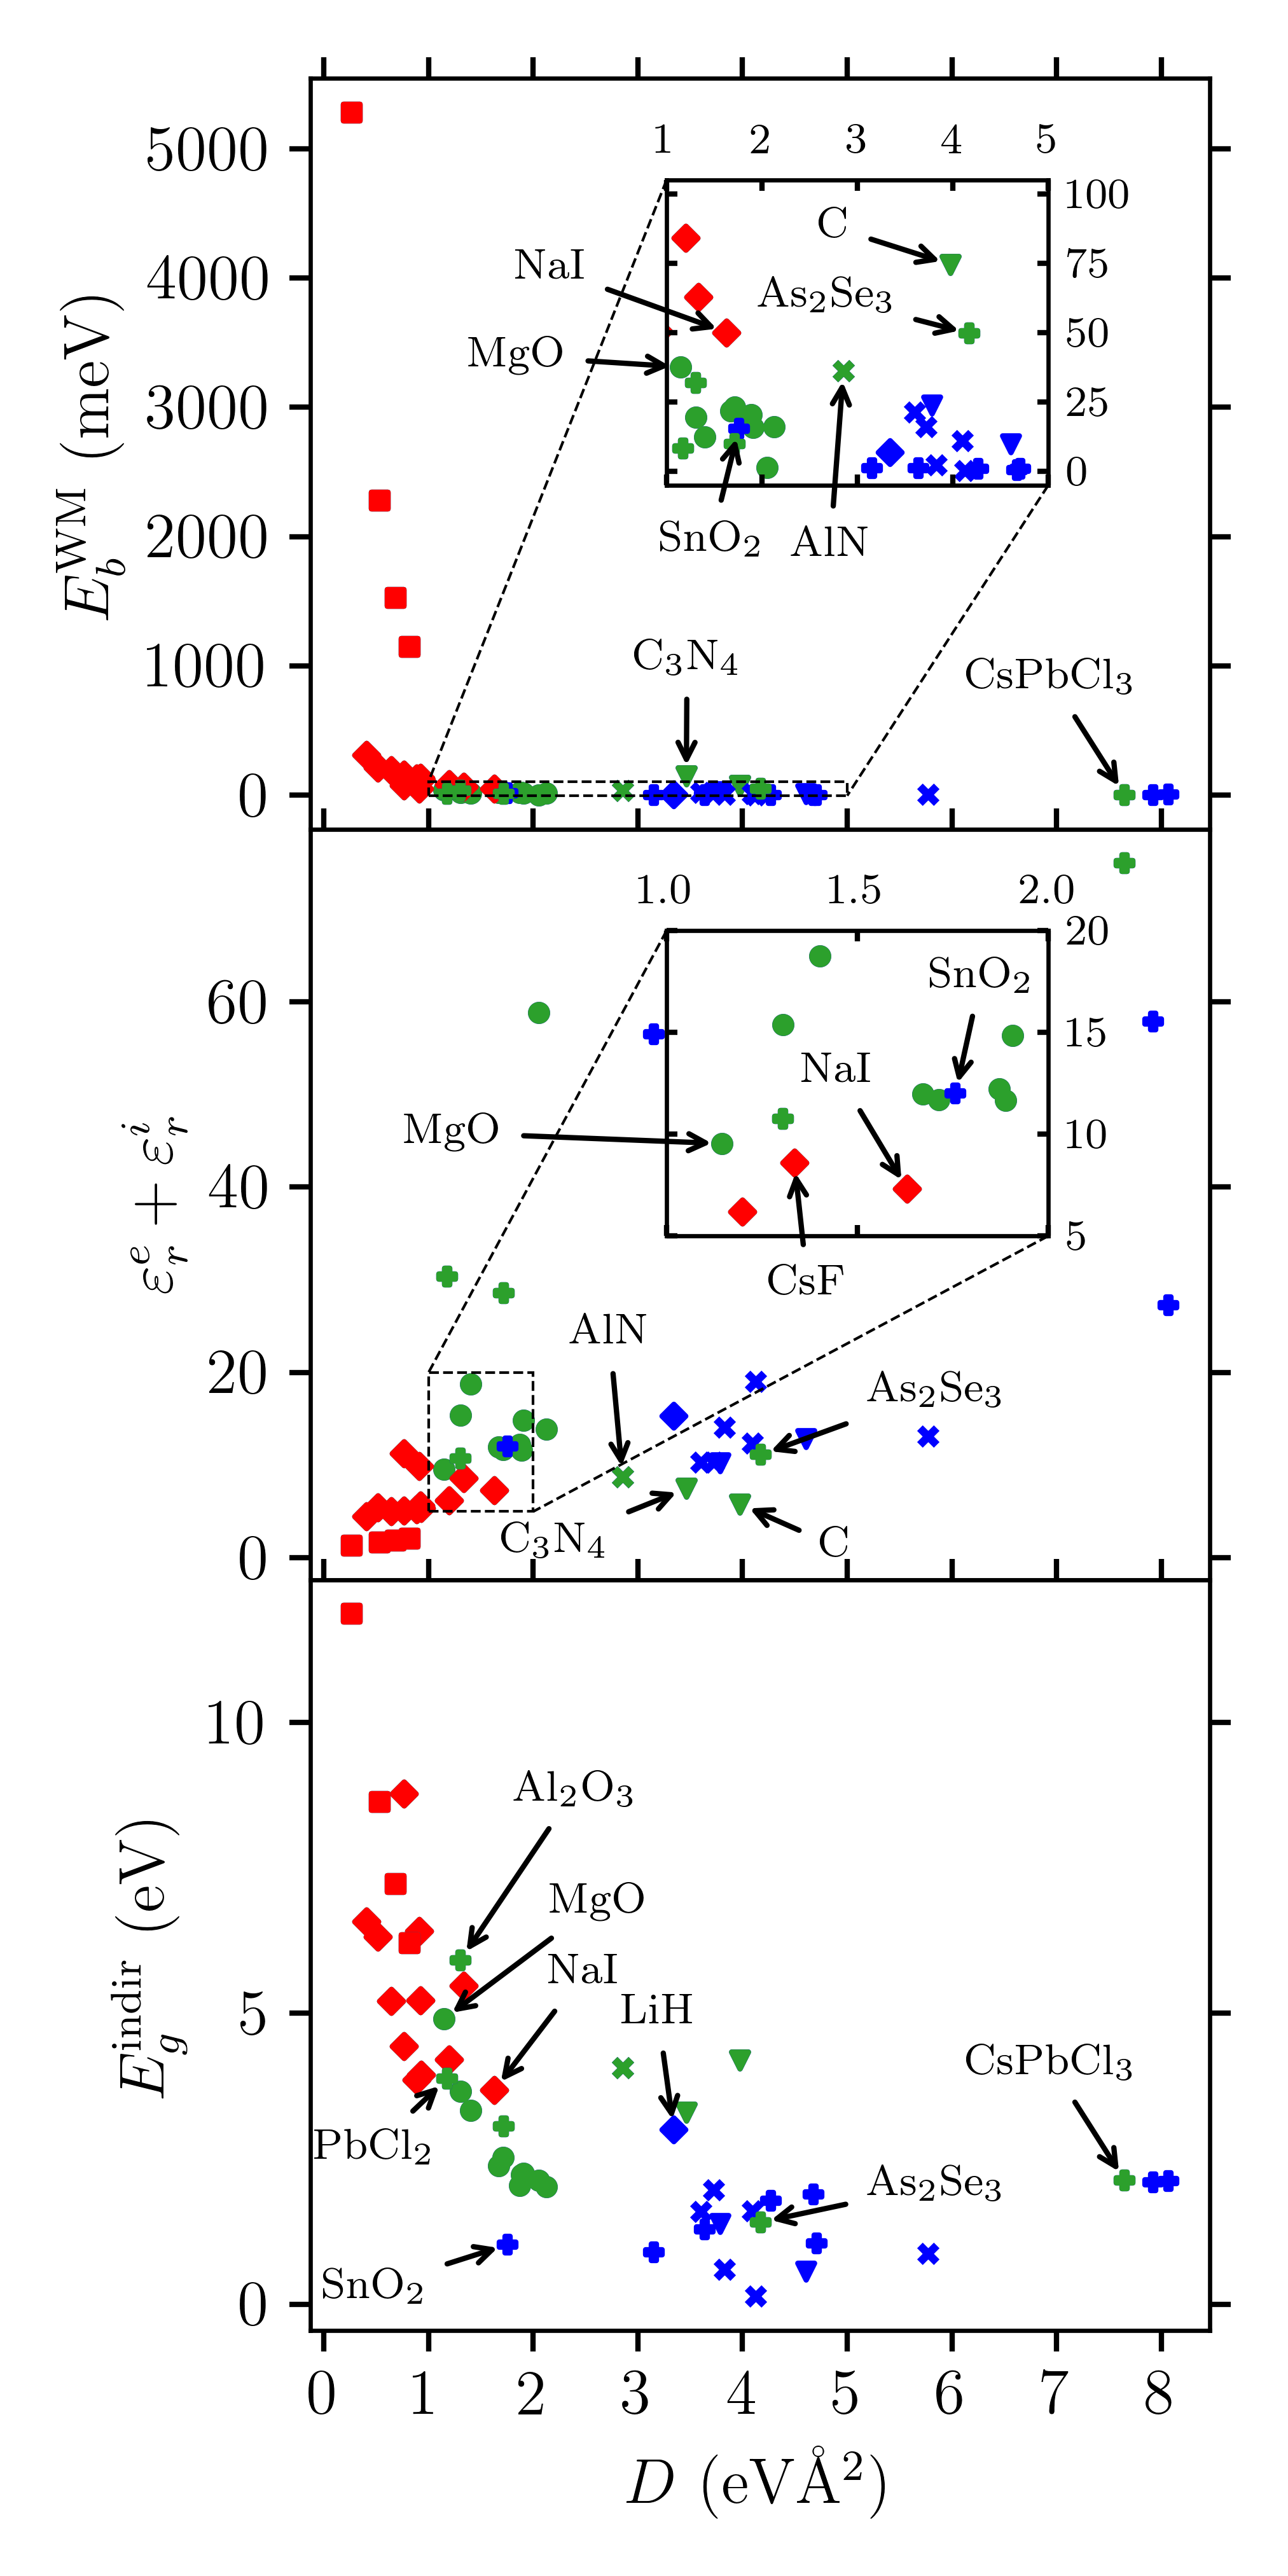 1 2 3 4 5
5000
100
C
NaI
75
4000
As₂Se₃
MgO
50
3000
25
E_b^WM (meV)
0
2000
SnO₂ AlN
1000
C₃N₄
CsPbCl₃
0
1.0 1.5 2.0
20
SnO₂
60
15
NaI
MgO
10
40
ε_r^e + ε_r^i
5
CsF
AlN
20
As₂Se₃
C₃N₄
C
0
10
Al₂O₃
MgO
NaI
5
LiH
E_g^indir (eV)
CsPbCl₃
PbCl₂
As₂Se₃
SnO₂
0
0 1 2 3 4 5 6 7 8
D (eVÅ²)